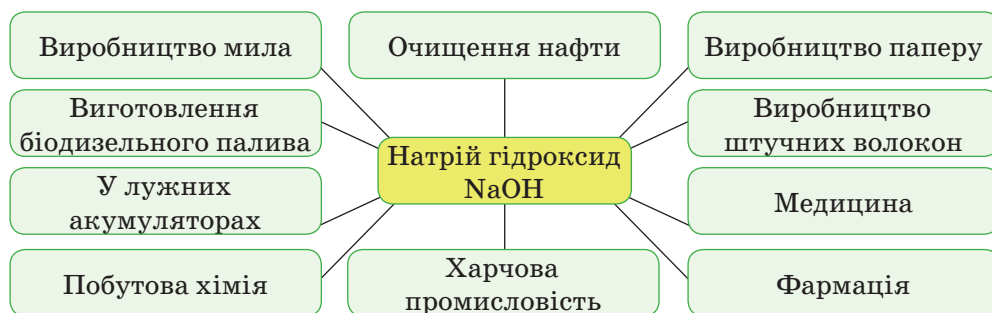 Виробництво мила
Очищення нафти
Виробництво паперу
Виготовлення
біодизельного палива
Натрій гідроксид
NaOH
Виробництво
штучних волокон
У лужних
акумуляторах
Медицина
Побутова хімія
Харчова
промисловість
Фармація